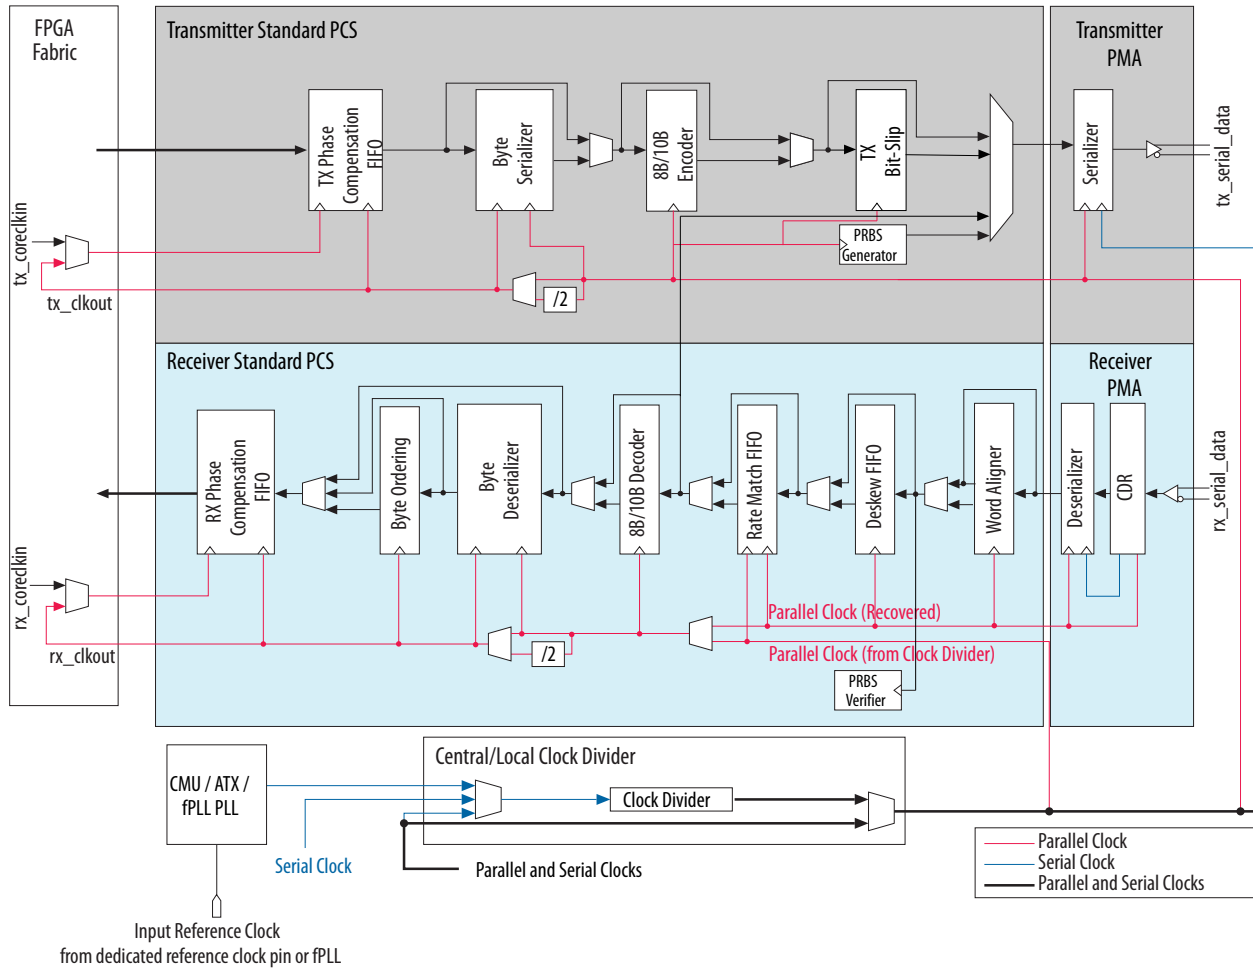 FPGA
Fabric
Transmitter Standard PCS
Transmitter
PMA
TX Phase
Compensation
FIFO
Byte
Serializer
8B/10B
Encoder
TX
Bit-Slip
PRBS
Generator
Serializer
tx_serial_data
tx_coreclkin
tx_clkout
/2
Receiver Standard PCS
Receiver
PMA
RX Phase
Compensation
FIFO
Byte Ordering
Byte
Deserializer
8B/10B Decoder
Rate Match FIFO
Deskew FIFO
Word Aligner
Deserializer
CDR
rx_serial_data
rx_coreclkin
rx_clkout
/2
Parallel Clock (Recovered)
Parallel Clock (from Clock Divider)
PRBS
Verifier
CMU / ATX /
fPLL PLL
Central/Local Clock Divider
Clock Divider
Serial Clock
Parallel and Serial Clocks
Input Reference Clock
from dedicated reference clock pin or fPLL
Parallel Clock
Serial Clock
Parallel and Serial Clocks